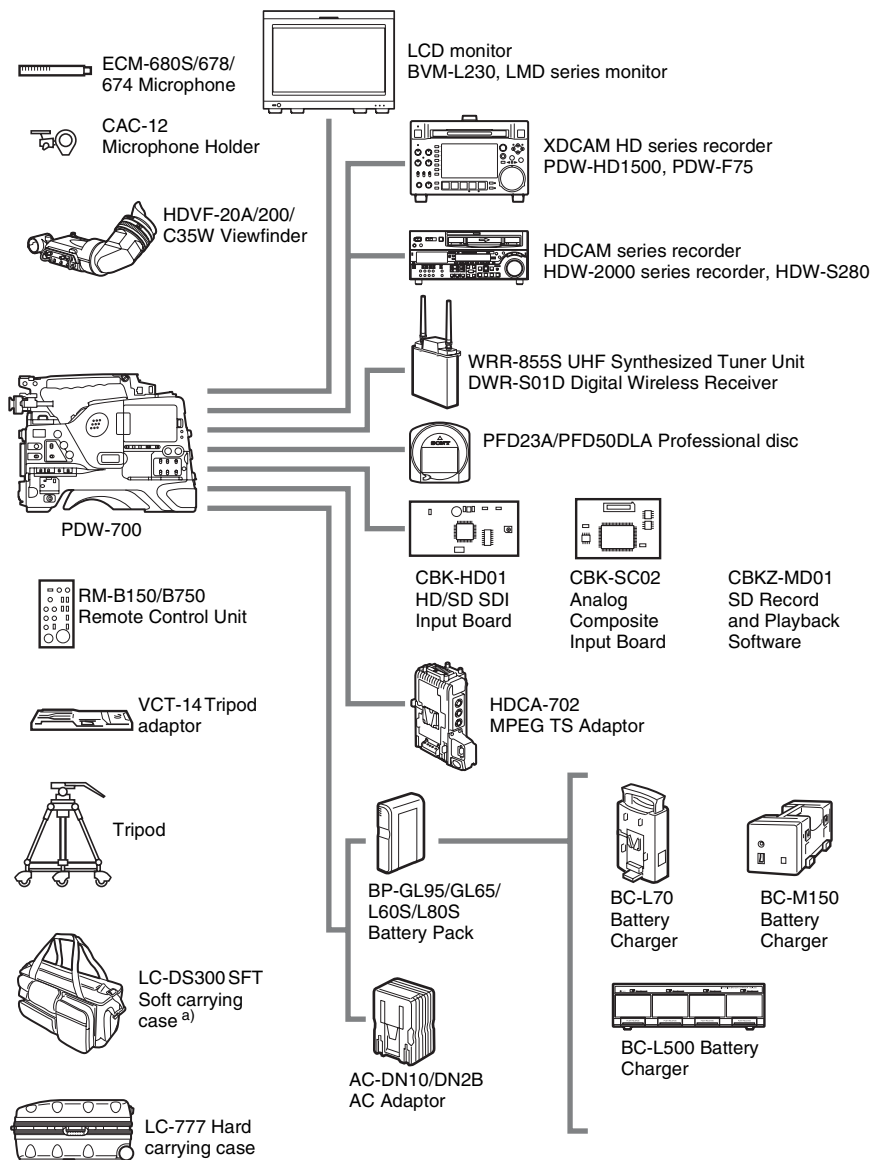 ECM-680S/678/
674 Microphone
LCD monitor
BVM-L230, LMD series monitor
CAC-12
Microphone Holder
XDCAM HD series recorder
PDW-HD1500, PDW-F75
HDVF-20A/200/
C35W Viewfinder
HDCAM series recorder
HDW-2000 series recorder, HDW-S280
WRR-855S UHF Synthesized Tuner Unit
DWR-S01D Digital Wireless Receiver
SONY
PFD23A/PFD50DLA Professional disc
PDW-700
CBK-HD01
HD/SD SDI
Input Board
CBK-SC02
Analog
Composite
Input Board
CBKZ-MD01
SD Record
and Playback
Software
RM-B150/B750
Remote Control Unit
VCT-14 Tripod
adaptor
HDCA-702
MPEG TS Adaptor
Tripod
BP-GL95/GL65/
L60S/L80S
Battery Pack
BC-L70
Battery
Charger
BC-M150
Battery
Charger
LC-DS300 SFT
Soft carrying
case a)
BC-L500 Battery
Charger
AC-DN10/DN2B
AC Adaptor
LC-777 Hard
carrying case